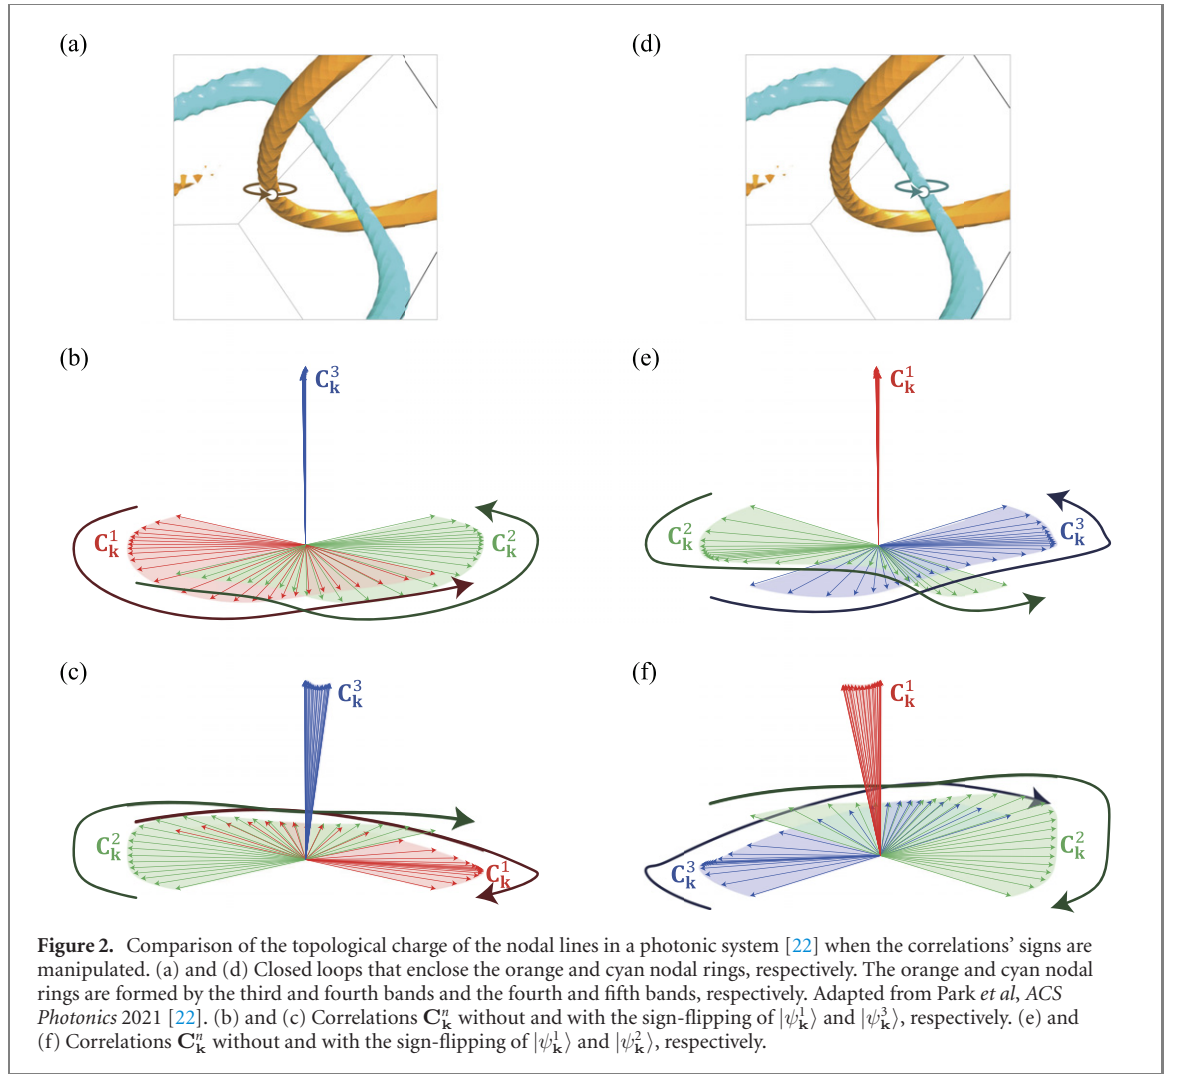 (a)
(d)
(b)
C³ₖ
C¹ₖ
C²ₖ
(e)
C¹ₖ
C²ₖ
C³ₖ
(c)
C³ₖ
C²ₖ
C¹ₖ
(f)
C¹ₖ
C³ₖ
C²ₖ
Figure 2. Comparison of the topological charge of the nodal lines in a photonic system [22] when the correlations’ signs are
manipulated. (a) and (d) Closed loops that enclose the orange and cyan nodal rings, respectively. The orange and cyan nodal
rings are formed by the third and fourth bands and the fourth and fifth bands, respectively. Adapted from Park et al, ACS
Photonics 2021 [22]. (b) and (c) Correlations Cⁿₖ without and with the sign-flipping of |ψ¹ₖ⟩ and |ψ³ₖ⟩, respectively. (e) and
(f) Correlations Cⁿₖ without and with the sign-flipping of |ψ¹ₖ⟩ and |ψ²ₖ⟩, respectively.